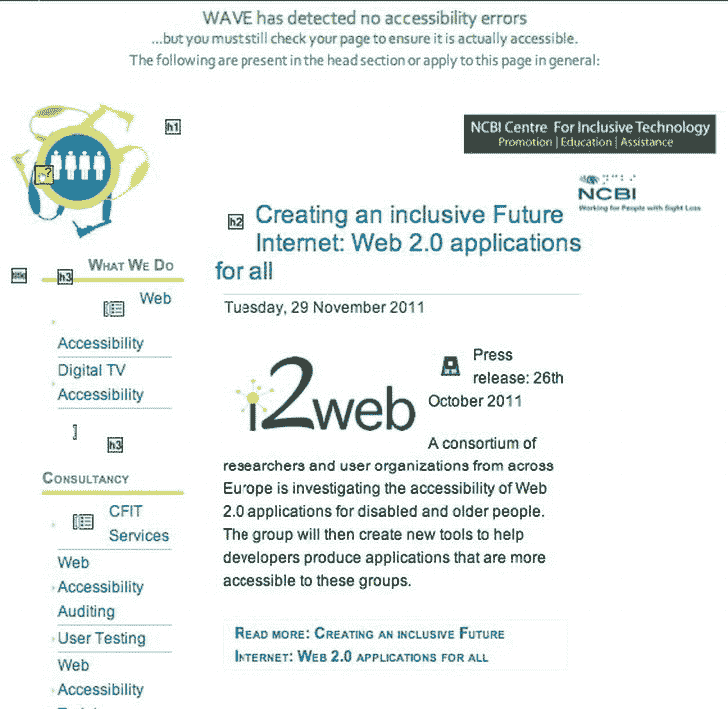 WAVE has detected no accessibility errors
...but you must still check your page to ensure it is actually accessible.
The following are present in the head section or apply to this page in general:
h1
NCBI Centre For Inclusive Technology
Promotion | Education | Assistance
?
NCBI
Working for People with Sight Loss
h2
Creating an inclusive Future
Internet: Web 2.0 applications
for all
Tuesday, 29 November 2011
h3
What We Do
Web
Accessibility
Digital TV
Accessibility
h3
Consultancy
CFIT
Services
Web
Accessibility
Auditing
User Testing
Web
Accessibility
i2web
Press
release: 26th
October 2011
A consortium of
researchers and user organizations from across
Europe is investigating the accessibility of Web
2.0 applications for disabled and older people.
The group will then create new tools to help
developers produce applications that are more
accessible to these groups.
Read more: Creating an inclusive Future
Internet: Web 2.0 applications for all